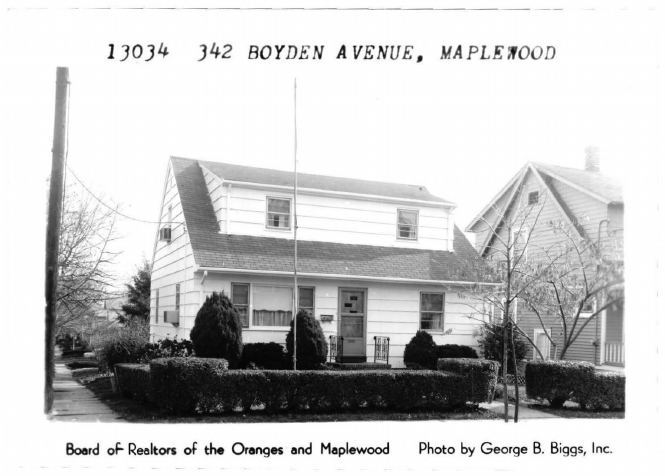 13034 342 BOYDEN AVENUE, MAPLEWOOD
Board of Realtors of the Oranges and Maplewood Photo by George B. Biggs, Inc.